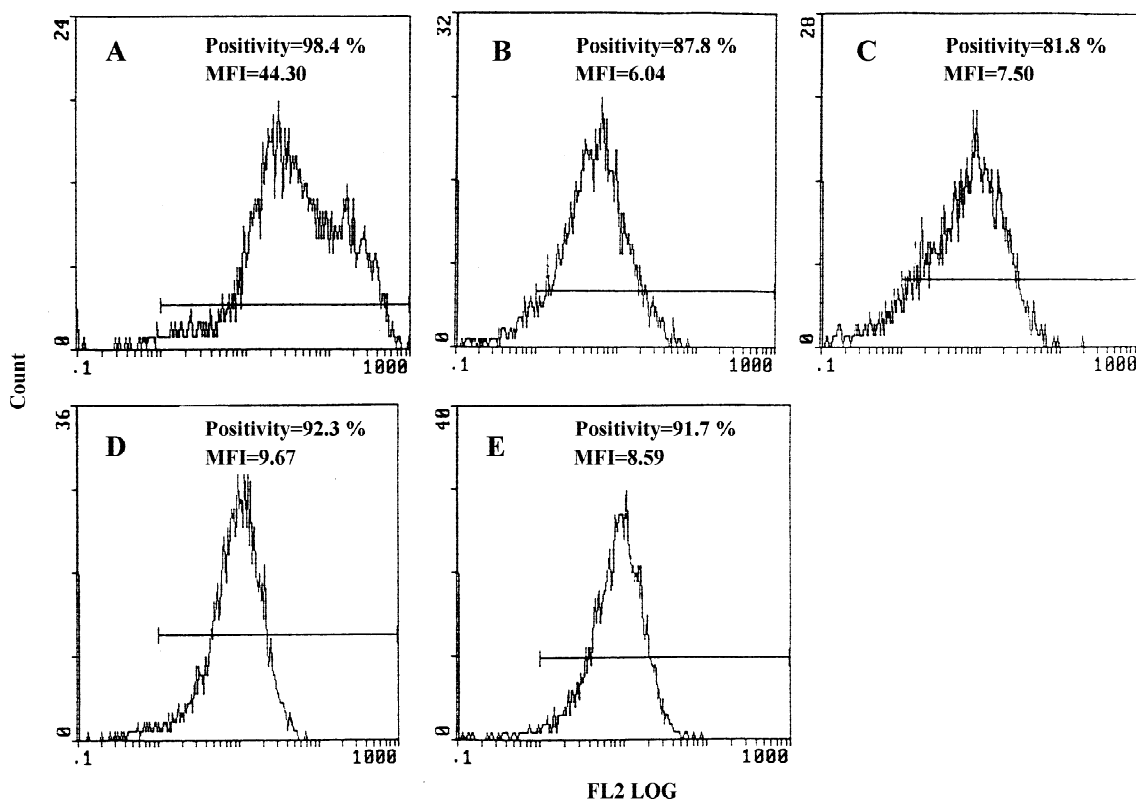 24
A
Positivity=98.4 %
MFI=44.30
0
.1
1000
32
B
Positivity=87.8 %
MFI=6.04
0
.1
1000
28
C
Positivity=81.8 %
MFI=7.50
0
.1
1000
Count
36
D
Positivity=92.3 %
MFI=9.67
0
.1
1000
40
E
Positivity=91.7 %
MFI=8.59
0
.1
1000
FL2 LOG